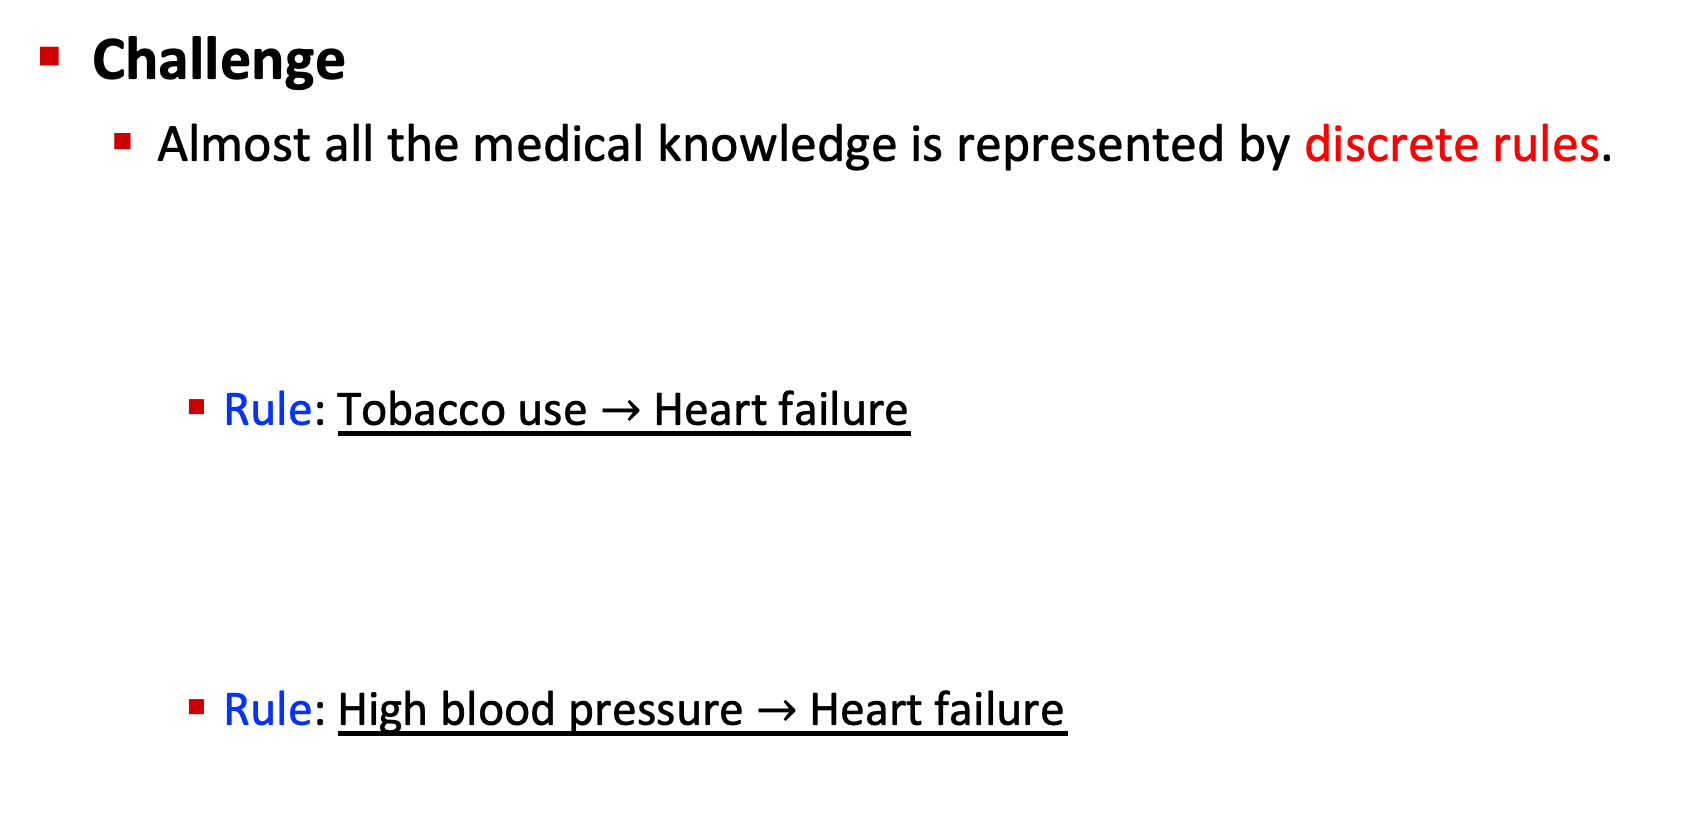 Challenge
Almost all the medical knowledge is represented by discrete rules.
Rule: Tobacco use → Heart failure
Rule: High blood pressure → Heart failure